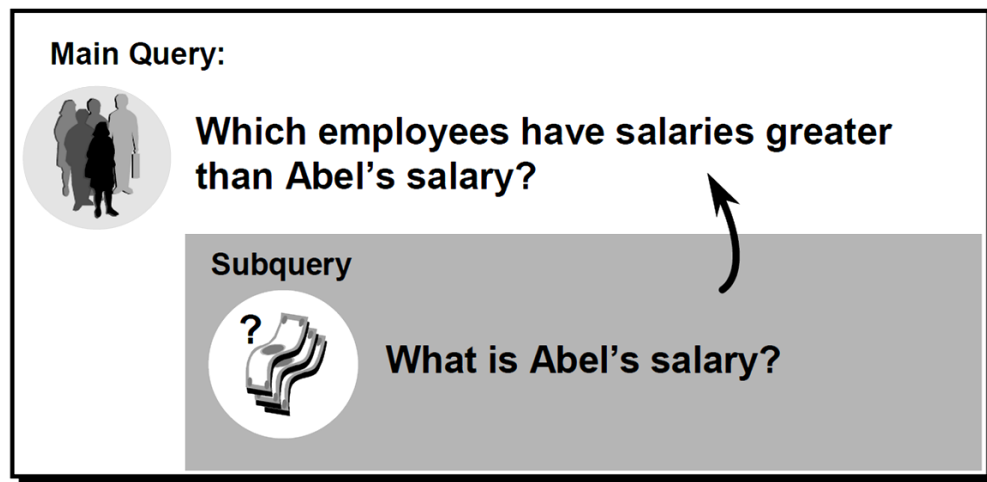 Main Query:
Which employees have salaries greater
than Abel’s salary?
Subquery
?
What is Abel’s salary?